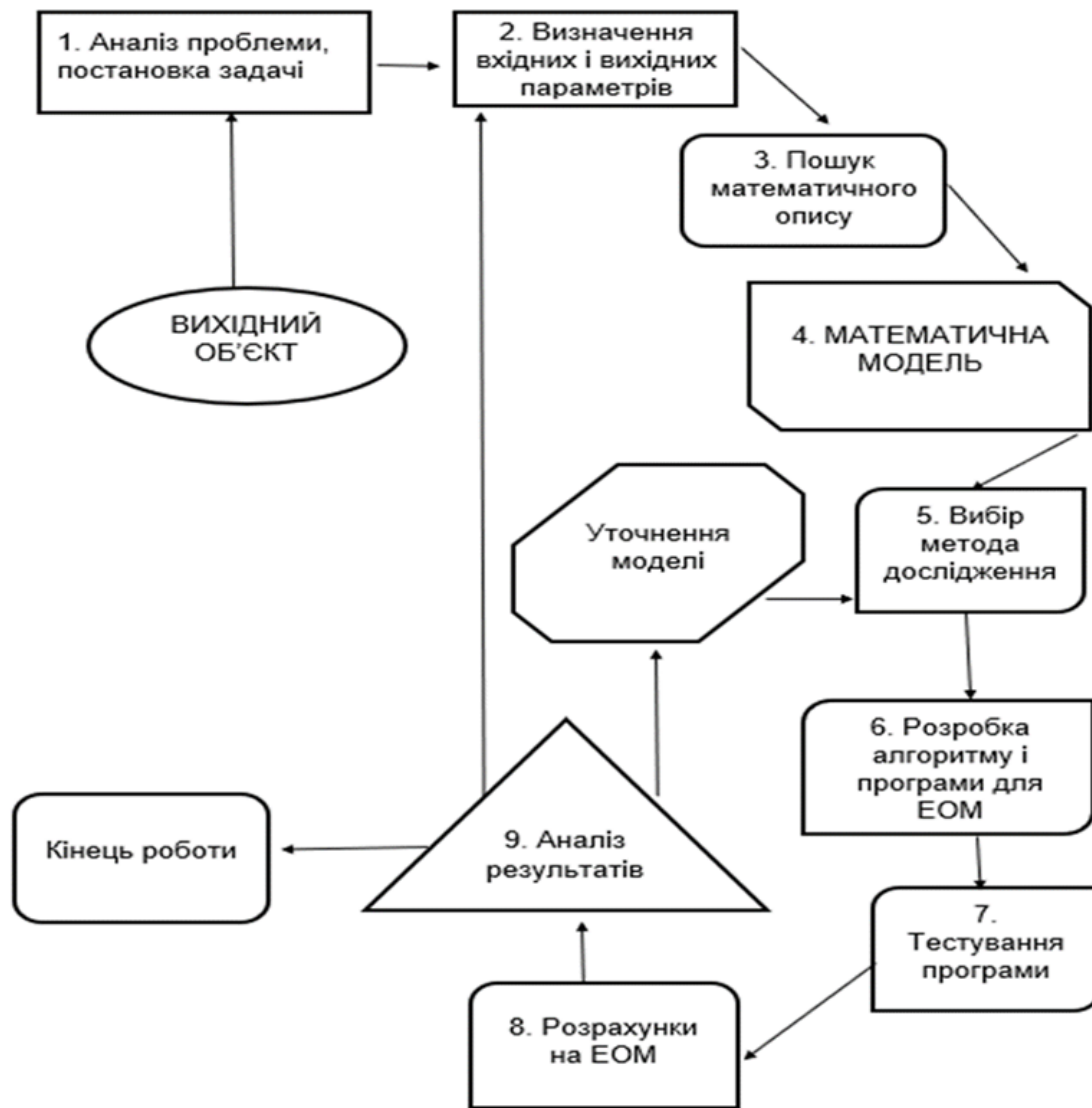 1. Аналіз проблеми,
постановка задачі
2. Визначення
вхідних і вихідних
параметрів
3. Пошук
математичного
опису
ВИХІДНИЙ
ОБ'ЄКТ
4. МАТЕМАТИЧНА
МОДЕЛЬ
Уточнення
моделі
5. Вибір
метода
дослідження
6. Розробка
алгоритму і
програми для
ЕОМ
Кінець роботи
9. Аналіз
результатів
7.
Тестування
програми
8. Розрахунки
на ЕОМ